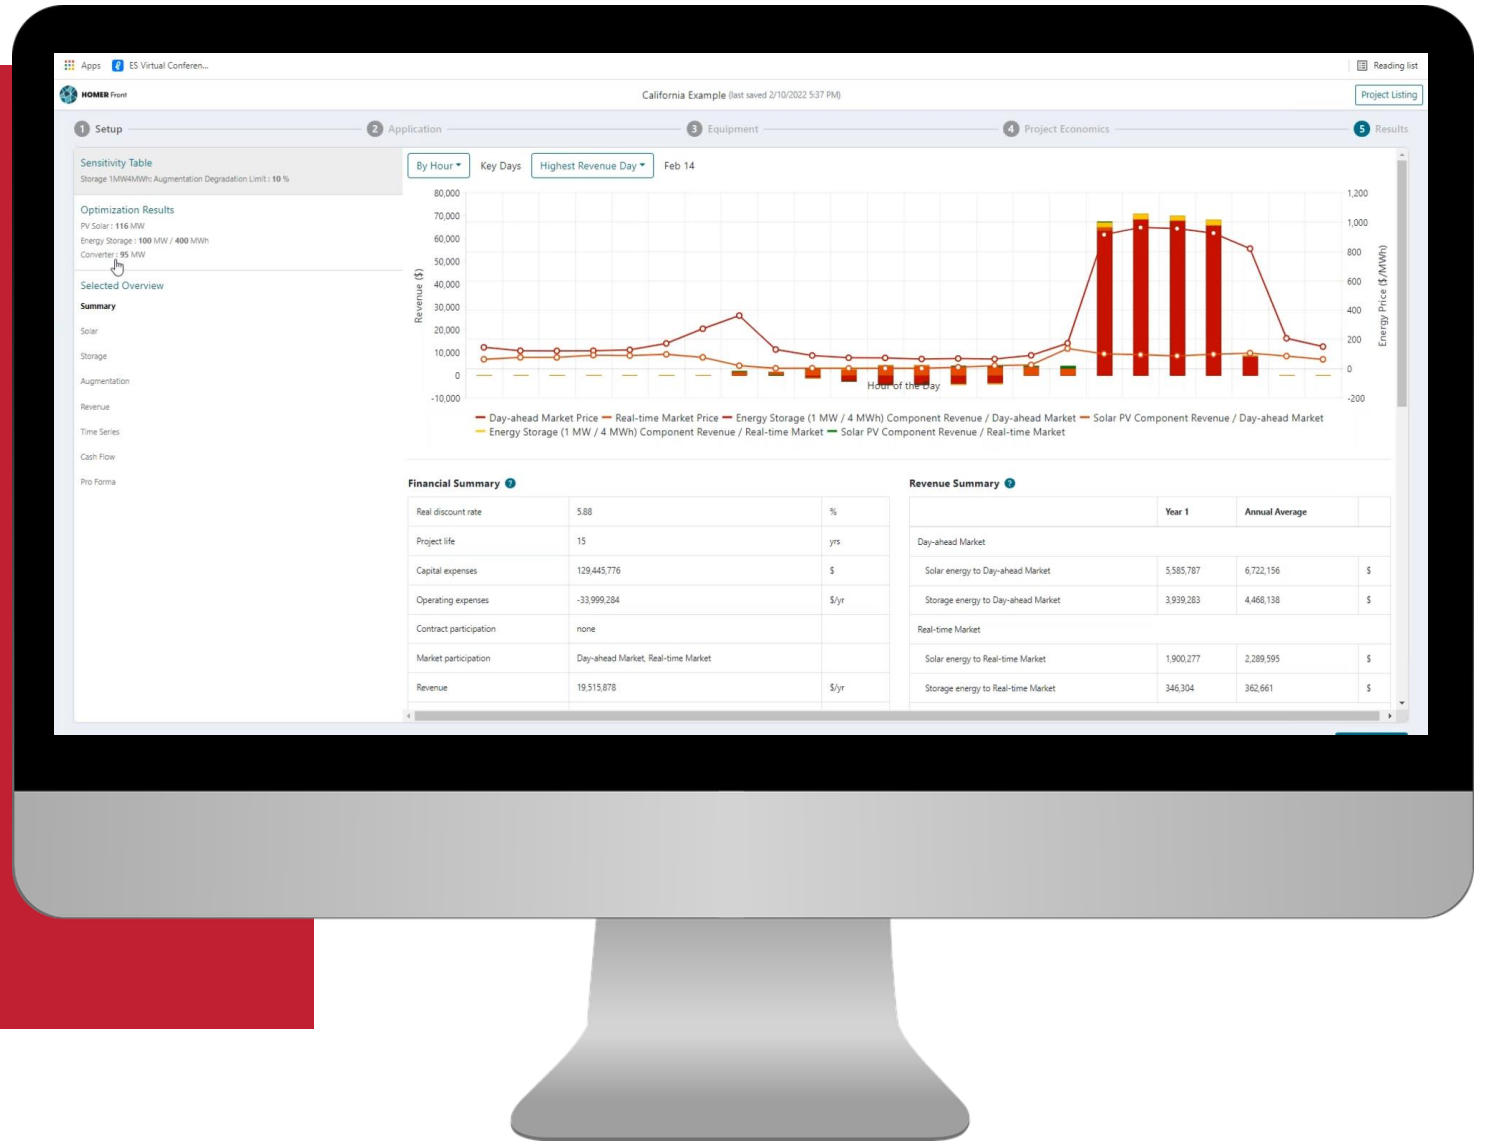 Apps ES Virtual Conferen... Reading list
HOMER Front California Example (last saved 2/10/2022 5:37 PM) Project Listing
1 Setup 2 Application 3 Equipment 4 Project Economics 5 Results
Sensitivity Table
Storage 1MW4MWh: Augmentation Degradation Limit : 10 %
Optimization Results
PV Solar : 116 MW
Energy Storage : 100 MW / 400 MWh
Converter : 95 MW
Selected Overview
Summary
Solar
Storage
Augmentation
Revenue
Time Series
Cash Flow
Pro Forma
By Hour Key Days Highest Revenue Day Feb 14
Revenue ($)
80,000
70,000
60,000
50,000
40,000
30,000
20,000
10,000
0
-10,000
1,200
1,000
800
600
400
200
0
-200
Energy Price ($/MWh)
Hour of the Day
Day-ahead Market Price Real-time Market Price Energy Storage (1 MW / 4 MWh) Component Revenue / Day-ahead Market Solar PV Component Revenue / Day-ahead Market
Energy Storage (1 MW / 4 MWh) Component Revenue / Real-time Market Solar PV Component Revenue / Real-time Market
Financial Summary ?
Real discount rate 5.88 %
Project life 15 yrs
Capital expenses 129,445,776 $
Operating expenses -33,999,284 $/yr
Contract participation none
Market participation Day-ahead Market, Real-time Market
Revenue 19,515,878 $/yr
Revenue Summary ?
Year 1 Annual Average
Day-ahead Market
Solar energy to Day-ahead Market 5,585,787 6,722,156 $
Storage energy to Day-ahead Market 3,939,283 4,468,138 $
Real-time Market
Solar energy to Real-time Market 1,900,277 2,289,595 $
Storage energy to Real-time Market 346,304 362,661 $